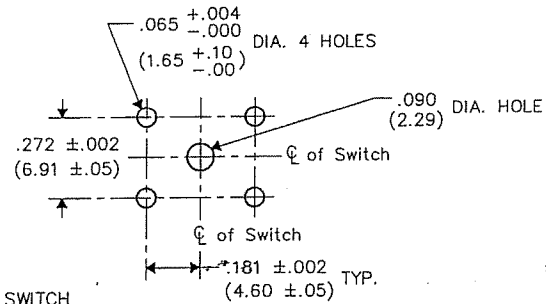 .065 +.004
-.000 DIA. 4 HOLES
(1.65 +.10
-.00)
.090 DIA. HOLE
(2.29)
.272 ±.002
(6.91 ±.05)
℄ of Switch
℄ of Switch
.181 ±.002 TYP.
(4.60 ±.05)
SWITCH